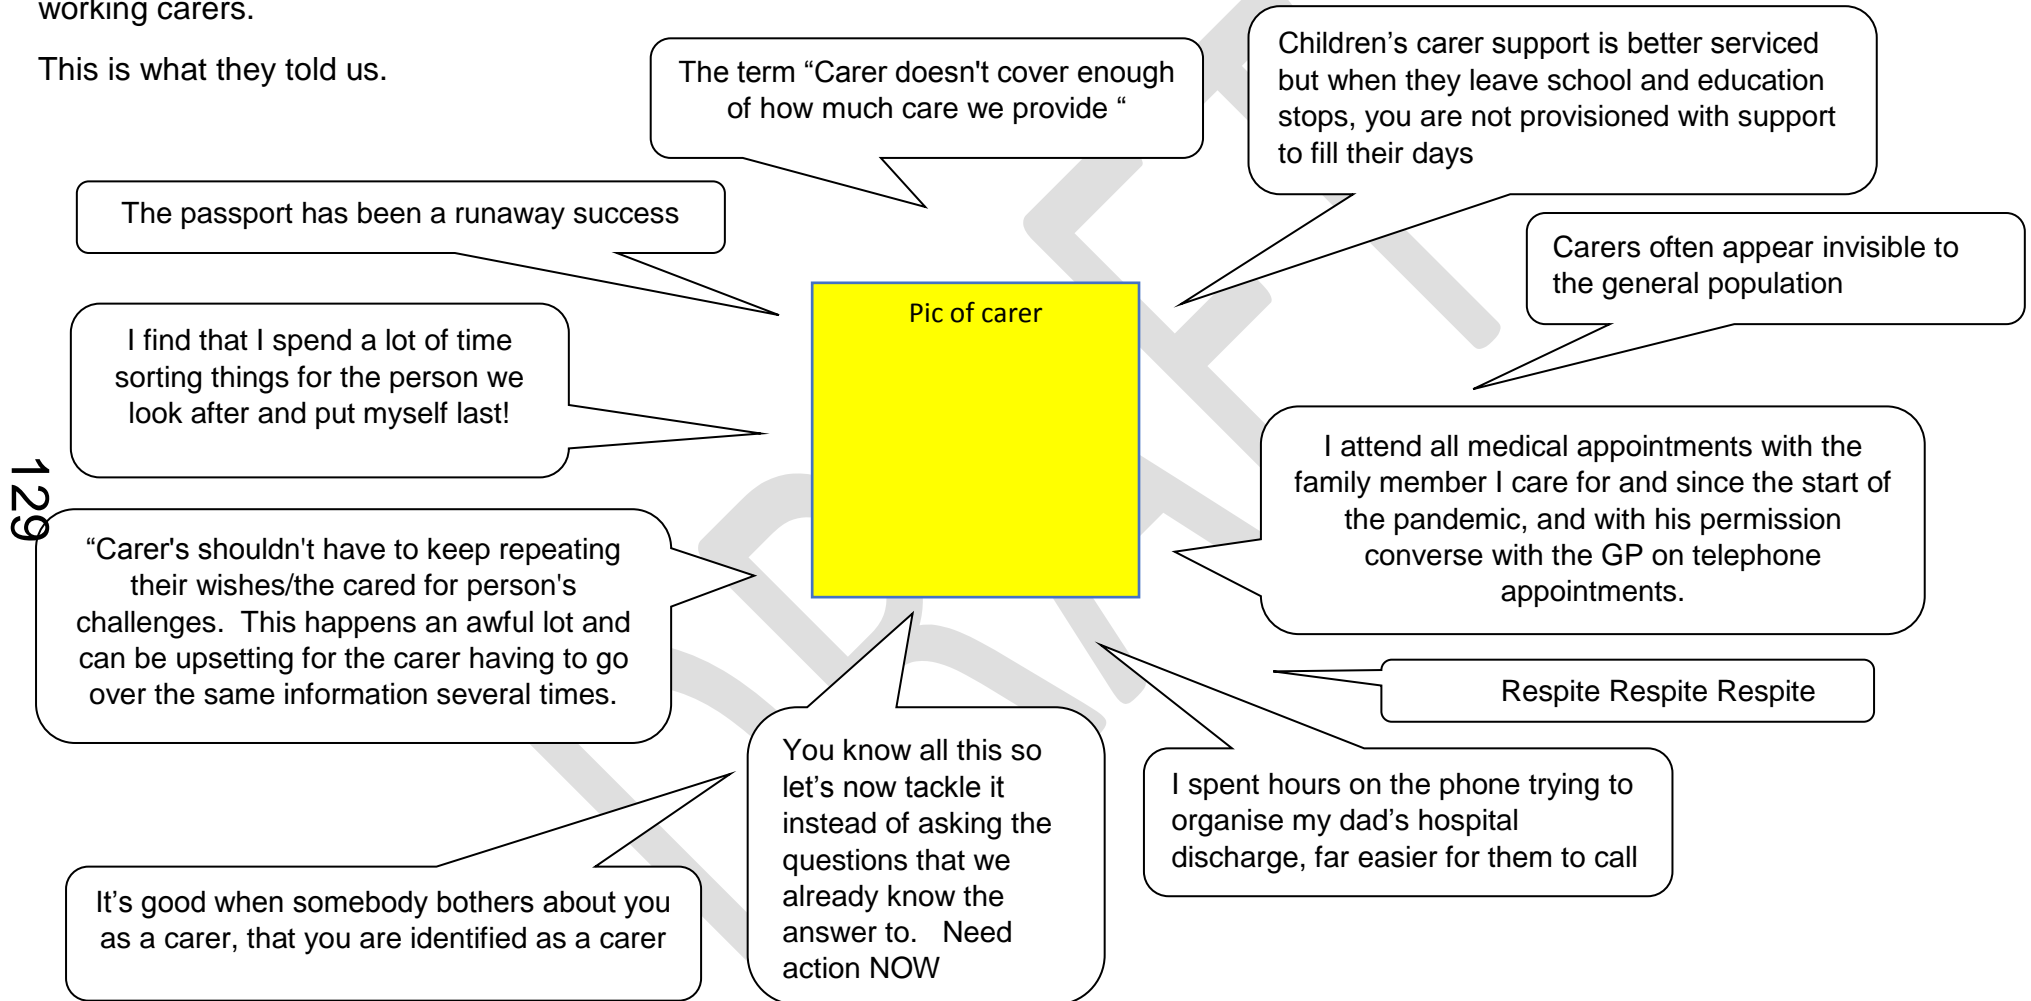 working carers.
This is what they told us.
The term “Carer doesn't cover enough
of how much care we provide “
Children’s carer support is better serviced
but when they leave school and education
stops, you are not provisioned with support
to fill their days
The passport has been a runaway success
Carers often appear invisible to
the general population
Pic of carer
I find that I spend a lot of time
sorting things for the person we
look after and put myself last!
I attend all medical appointments with the
family member I care for and since the start of
the pandemic, and with his permission
converse with the GP on telephone
appointments.
129
“Carer's shouldn't have to keep repeating
their wishes/the cared for person's
challenges.  This happens an awful lot and
can be upsetting for the carer having to go
over the same information several times.
Respite Respite Respite
You know all this so
let’s now tackle it
instead of asking the
questions that we
already know the
answer to.   Need
action NOW
I spent hours on the phone trying to
organise my dad’s hospital
discharge, far easier for them to call
It’s good when somebody bothers about you
as a carer, that you are identified as a carer
DRAFT